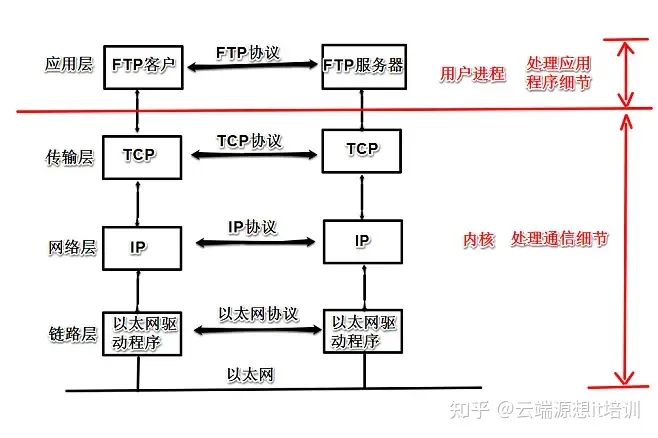 应用层
FTP客户
FTP协议
FTP服务器
用户进程
处理应用
程序细节
传输层
TCP
TCP协议
TCP
网络层
IP
IP协议
IP
内核
处理通信细节
链路层
以太网驱
动程序
以太网协议
以太网驱
动程序
以太网
知乎 @云端源想it培训